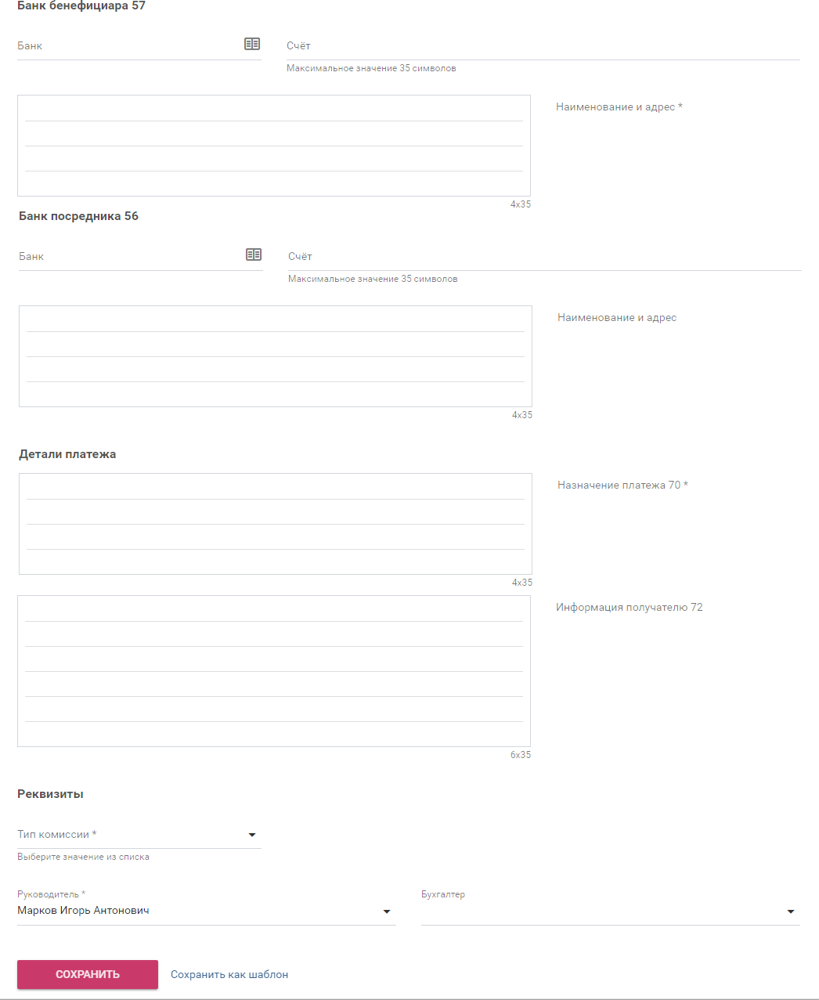 Банк бенефициара 57
Банк
Счёт
Максимальное значение 35 символов
Наименование и адрес *
4x35
Банк посредника 56
Банк
Счёт
Максимальное значение 35 символов
Наименование и адрес
4x35
Детали платежа
Назначение платежа 70 *
4x35
Информация получателю 72
6x35
Реквизиты
Тип комиссии *
Выберите значение из списка
Руководитель *
Марков Игорь Антонович
Бухгалтер
СОХРАНИТЬ
Сохранить как шаблон